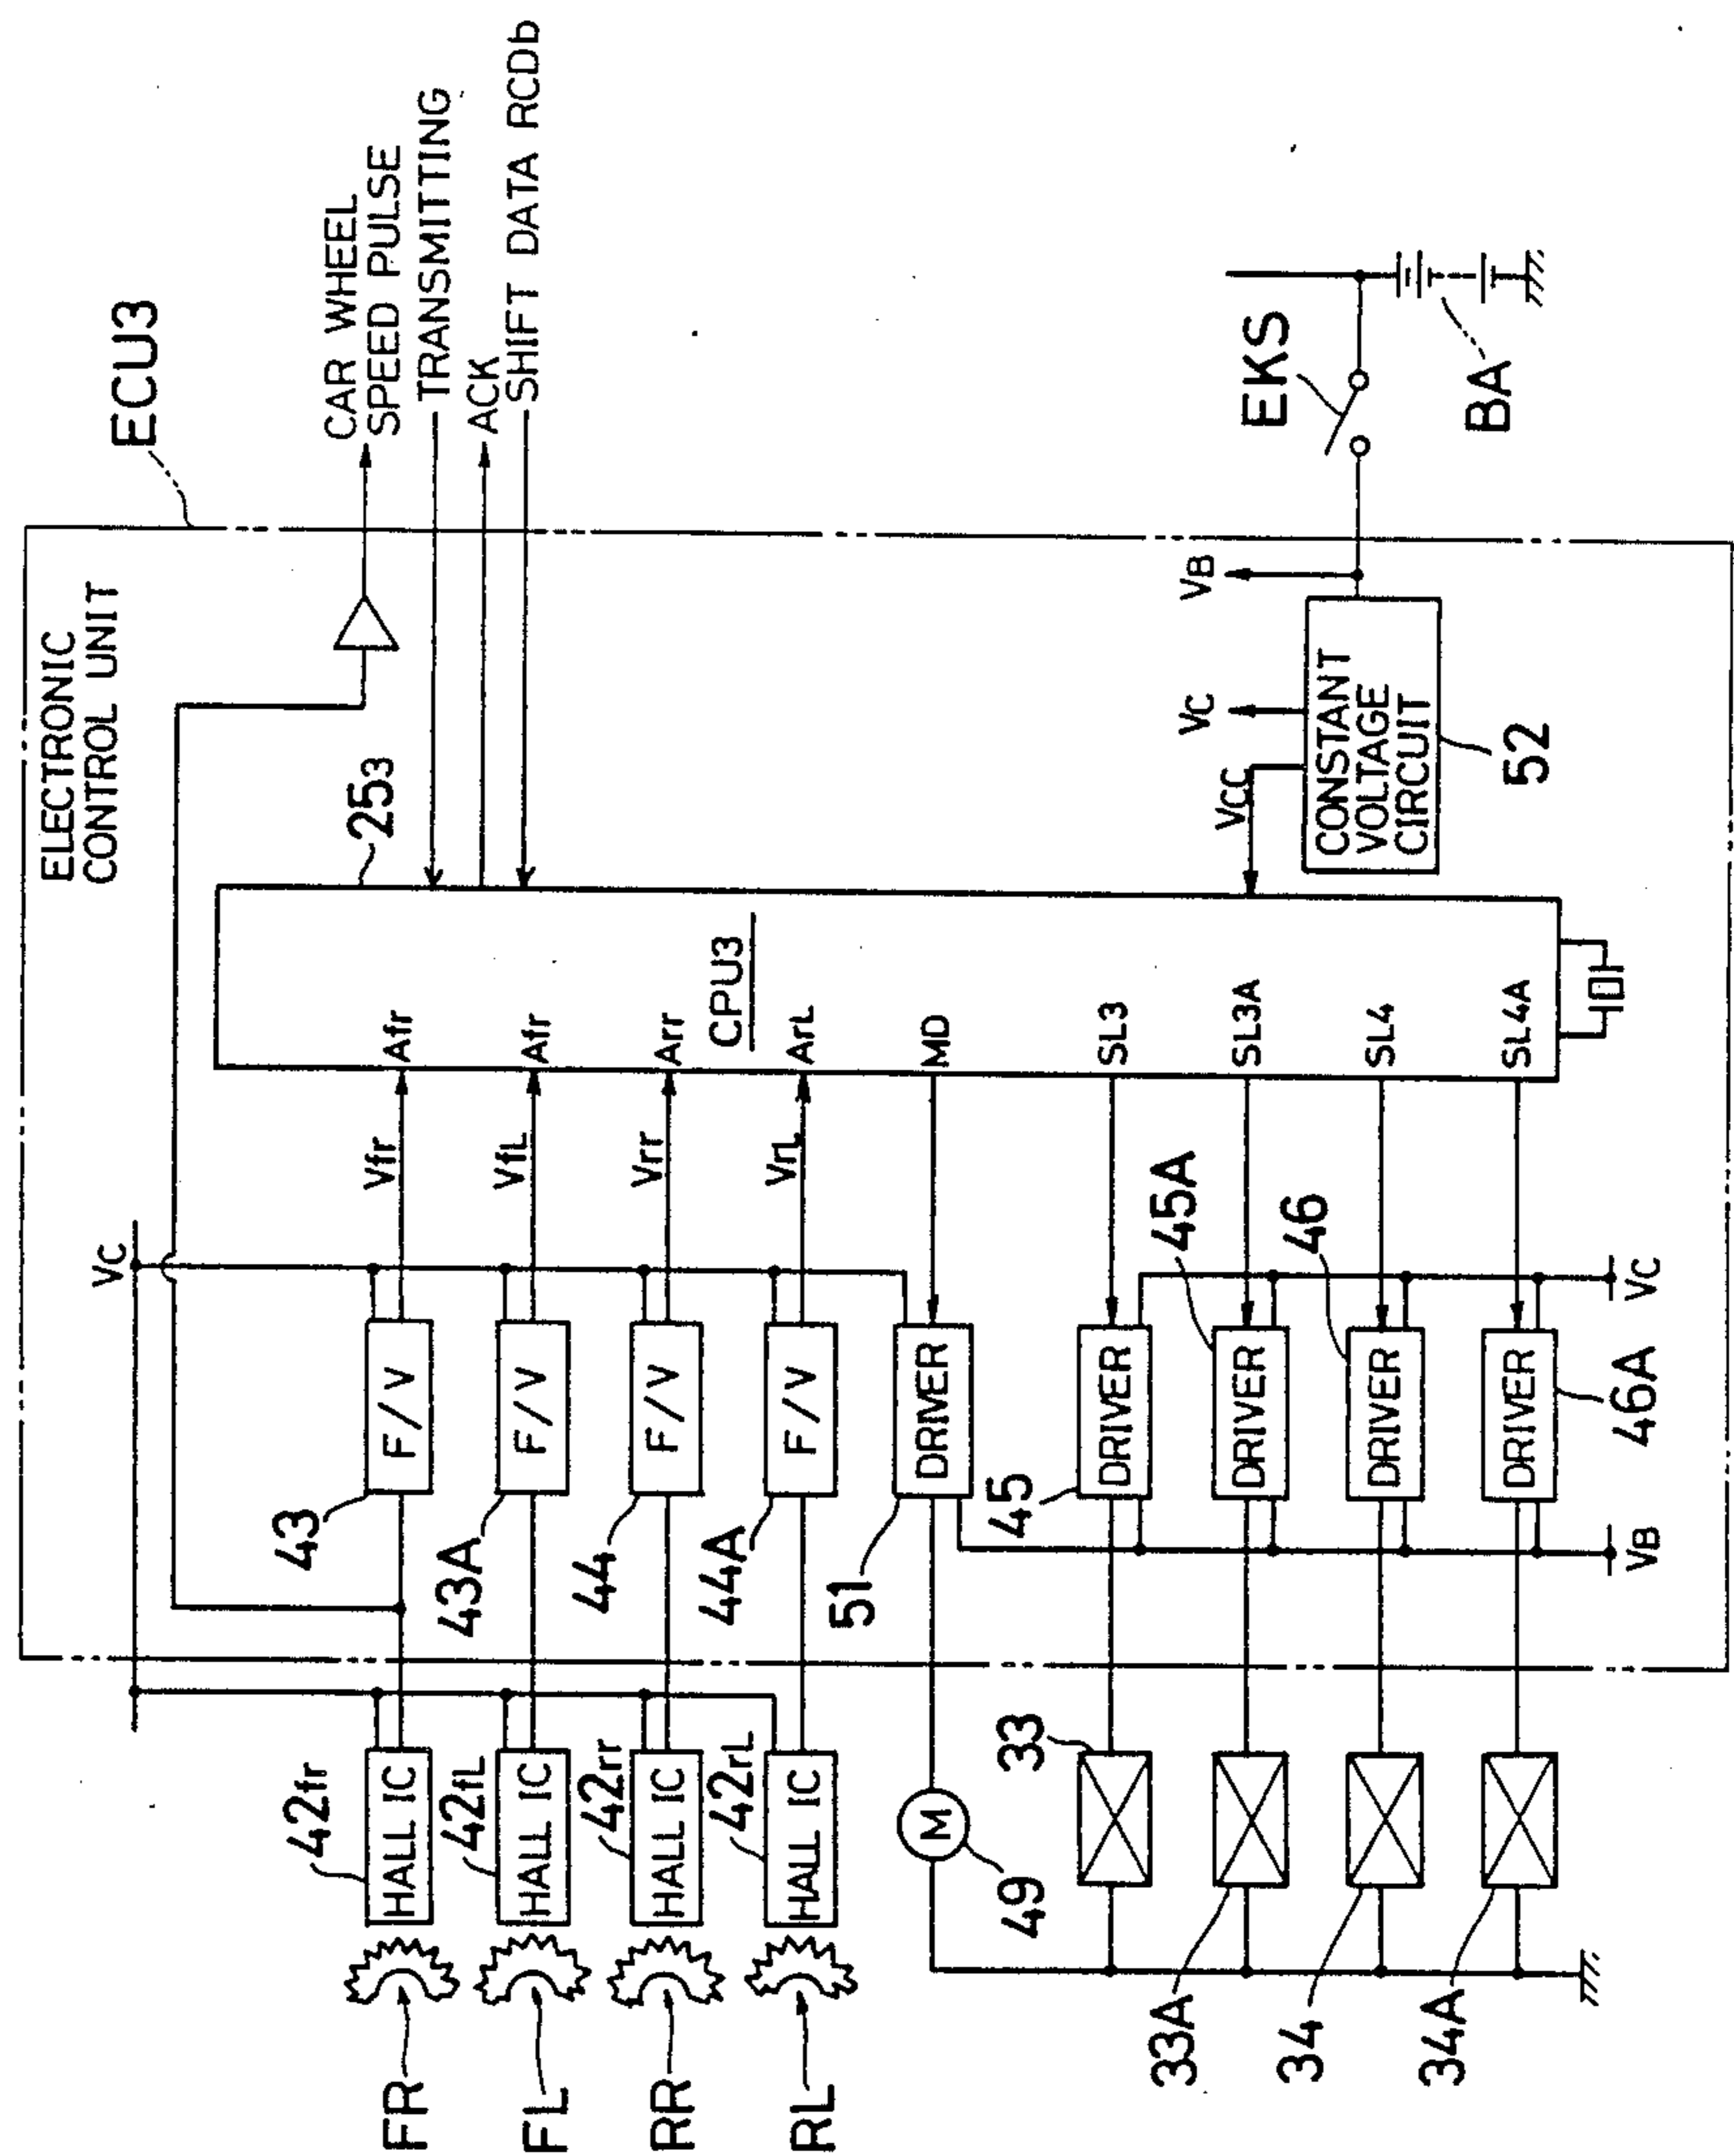 ELECTRONIC
CONTROL UNIT
ECU3
CAR WHEEL
SPEED PULSE
TRANSMITTING
ACK
SHIFT DATA RCDb
253
CPU3
Afr
Afr
Arr
ArL
MD
SL3
SL3A
SL4
SL4A
Vfr
VfL
Vrr
VrL
VC
F/V
F/V
F/V
F/V
DRIVER
DRIVER
DRIVER
DRIVER
DRIVER
43
43A
44
44A
51
45
45A
46
46A
VC
VB
42fr
42fL
42rr
42rL
HALL IC
HALL IC
HALL IC
HALL IC
FR
FL
RR
RL
M
49
33
33A
34
34A
VCC
VC
VB
CONSTANT
VOLTAGE
CIRCUIT
52
EKS
BA